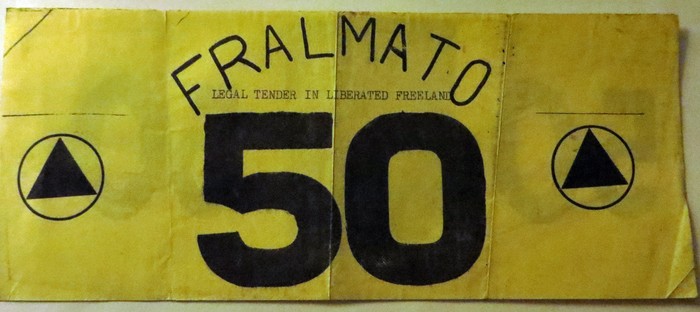 FRALMATO
LEGAL TENDER IN LIBERATED FREELAND
50